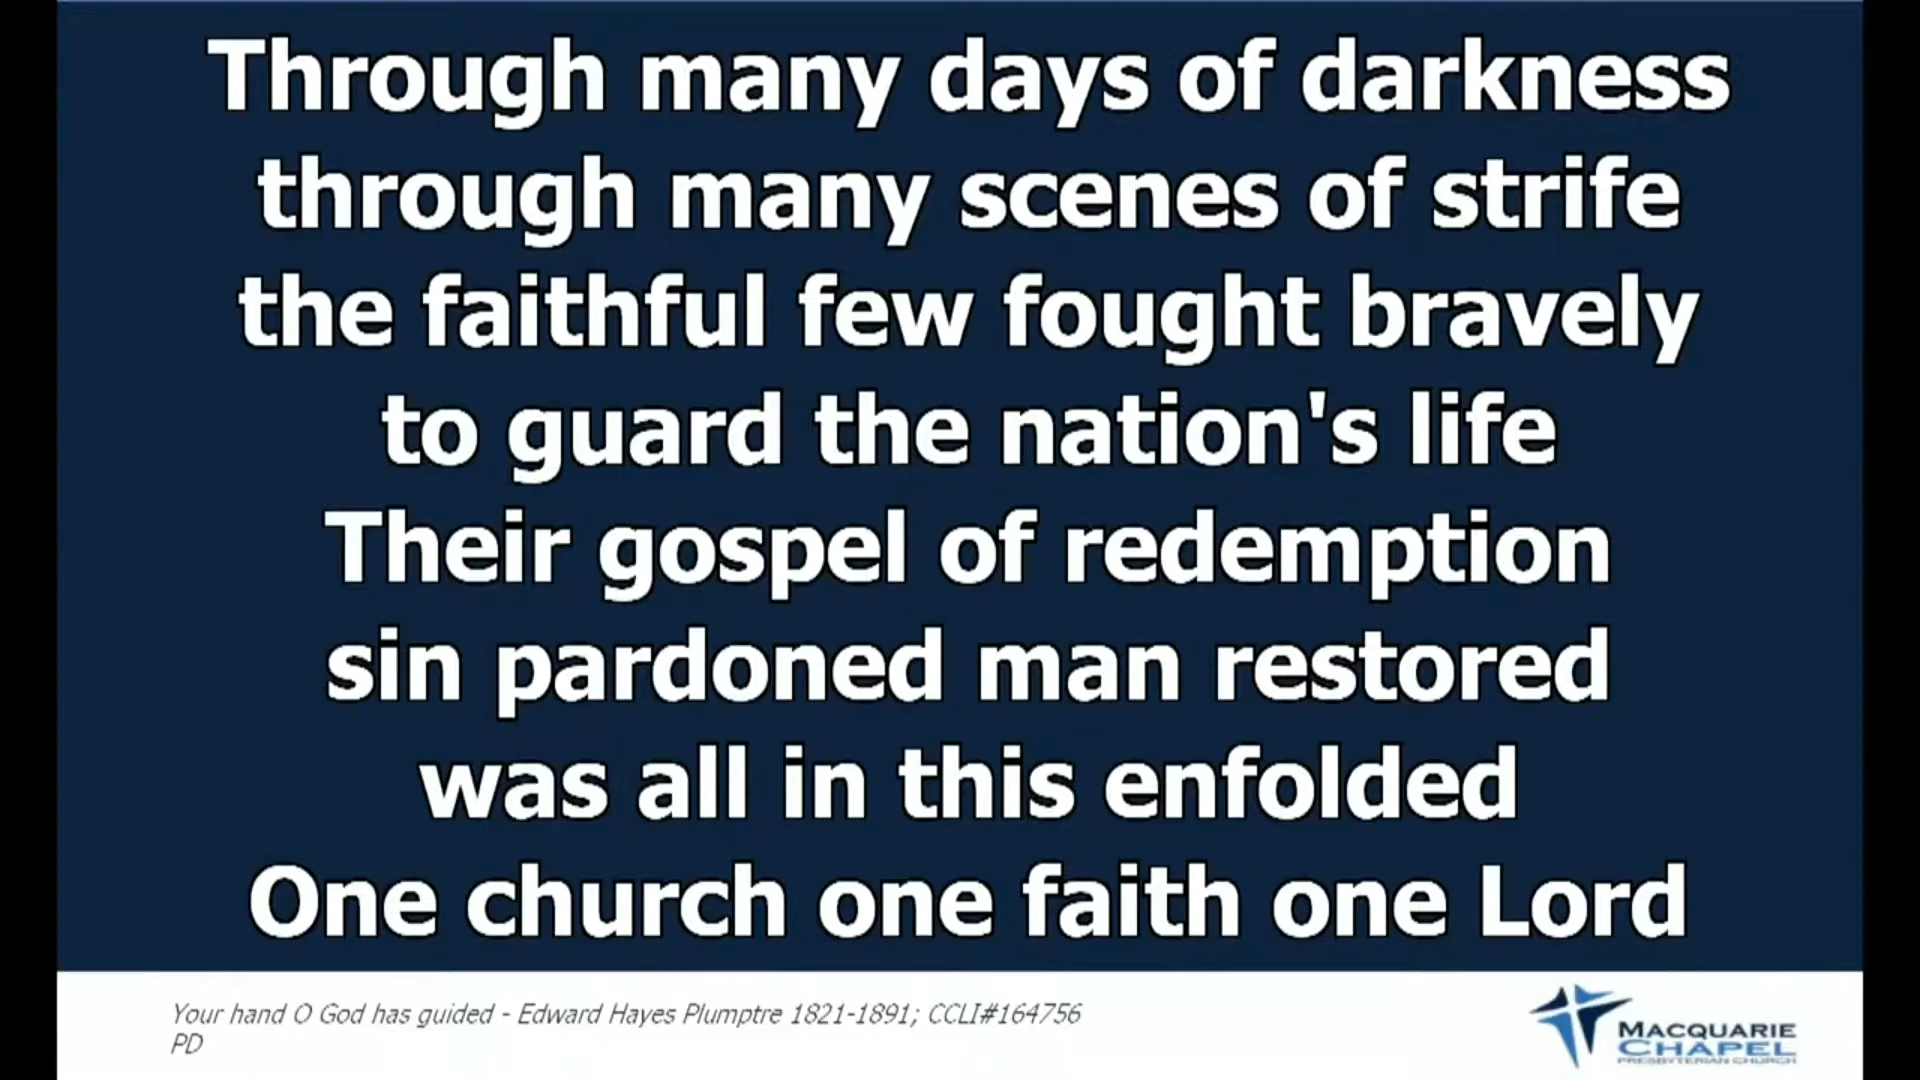 Through many days of darkness
through many scenes of strife
the faithful few fought bravely
to guard the nation's life
Their gospel of redemption
sin pardoned man restored
was all in this enfolded
One church one faith one Lord
Your hand O God has guided - Edward Hayes Plumptre 1821-1891; CCLI#164756
PD
MACQUARIE
CHAPEL
PRESBYTERIAN CHURCH